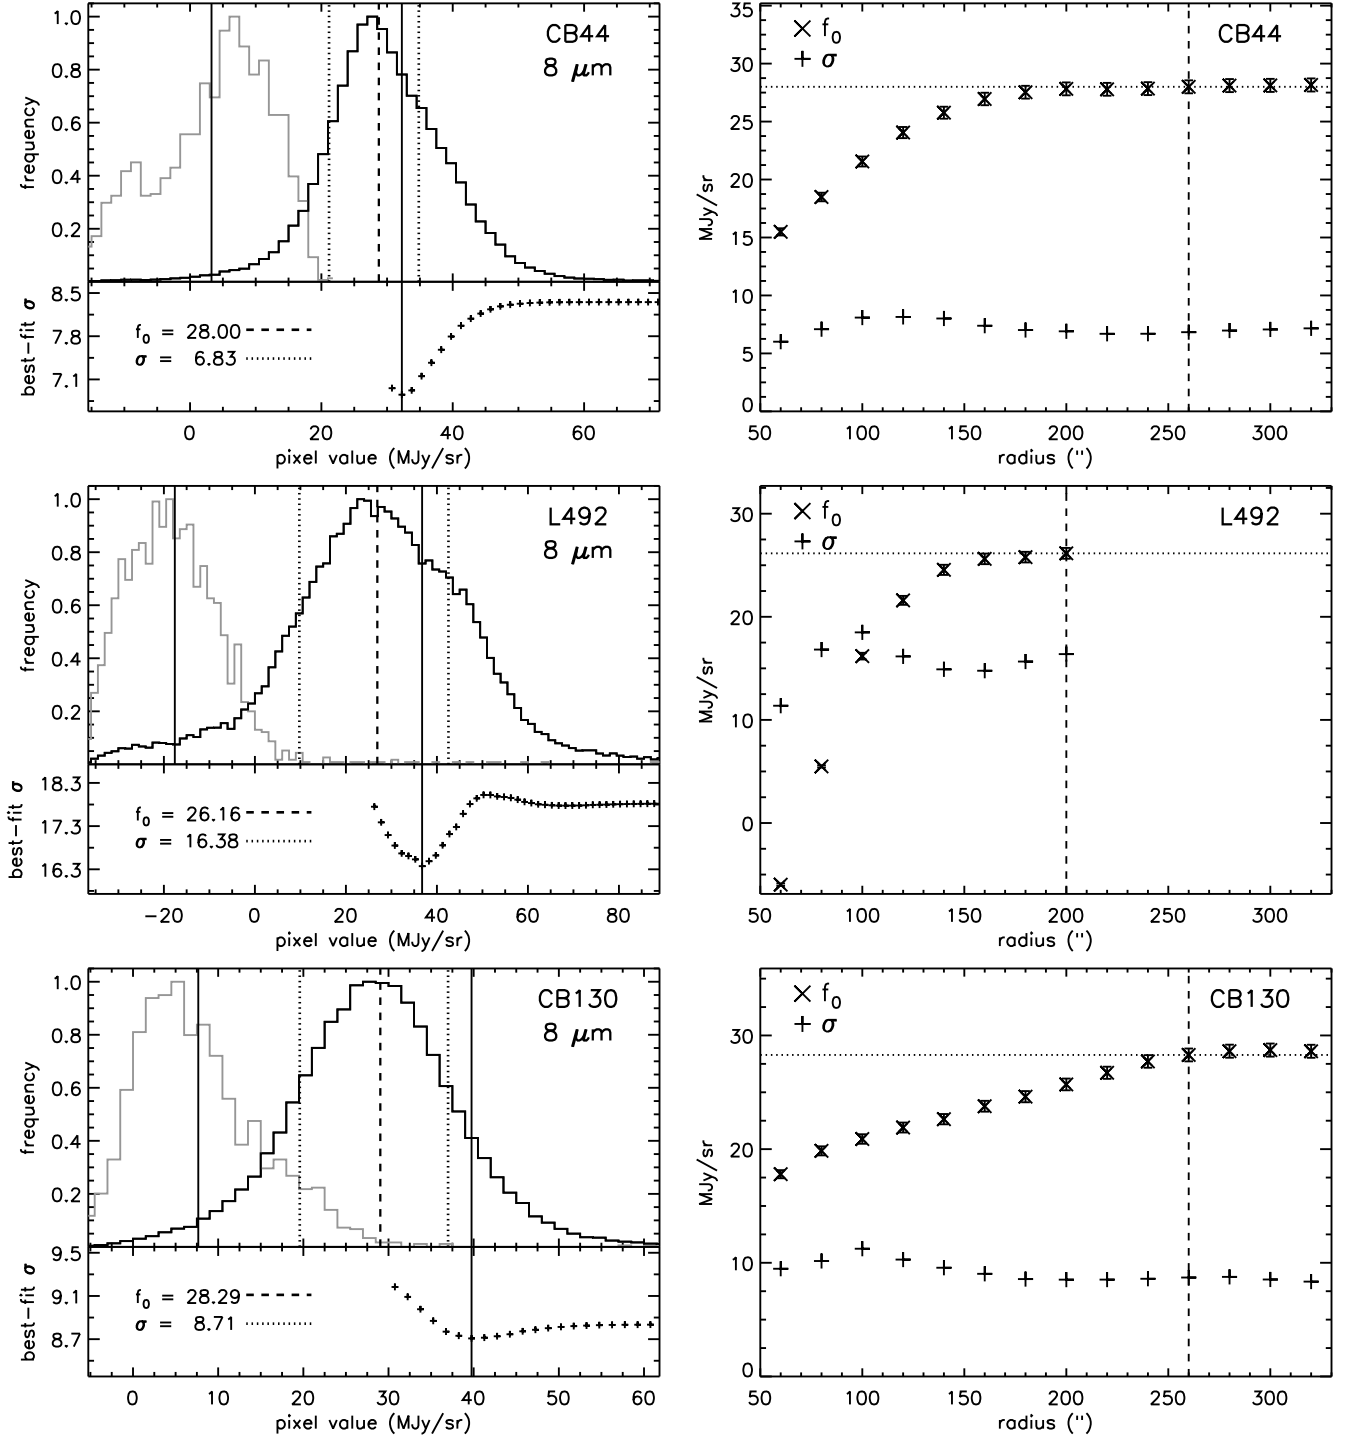 CB44
8 μm
frequency
1.0
0.8
0.6
0.4
0.2
best-fit σ
8.5
7.8
7.1
f0 = 28.00
σ = 6.83
0 20 40 60
pixel value (MJy/sr)
CB44
f0
σ
MJy/sr
35
30
25
20
15
10
5
0
50 100 150 200 250 300
radius (")
L492
8 μm
frequency
1.0
0.8
0.6
0.4
0.2
best-fit σ
18.3
17.3
16.3
f0 = 26.16
σ = 16.38
-20 0 20 40 60 80
pixel value (MJy/sr)
L492
f0
σ
MJy/sr
30
20
10
0
50 100 150 200 250 300
radius (")
CB130
8 μm
frequency
1.0
0.8
0.6
0.4
0.2
best-fit σ
9.5
9.1
8.7
f0 = 28.29
σ = 8.71
0 10 20 30 40 50 60
pixel value (MJy/sr)
CB130
f0
σ
MJy/sr
30
20
10
0
50 100 150 200 250 300
radius (")